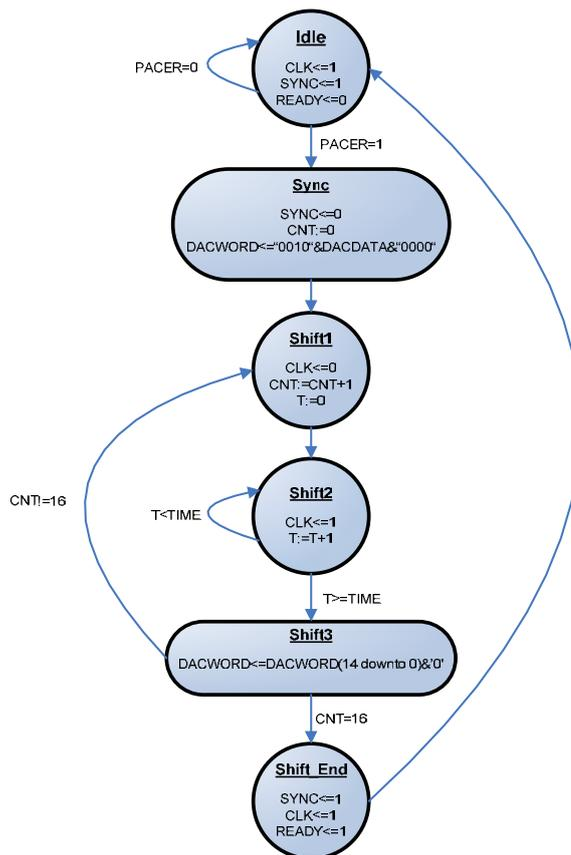 Idle
CLK<=1
SYNC<=1
READY<=0
PACER=0
PACER=1
Sync
SYNC<=0
CNT:=0
DACWORD<="0010"&DACDATA&"0000"
Shift1
CLK<=0
CNT:=CNT+1
T:=0
CNT!=16
Shift2
CLK<=1
T:=T+1
T<TIME
T>=TIME
Shift3
DACWORD<=DACWORD(14 downto 0)&'0'
CNT=16
Shift_End
SYNC<=1
CLK<=1
READY<=1